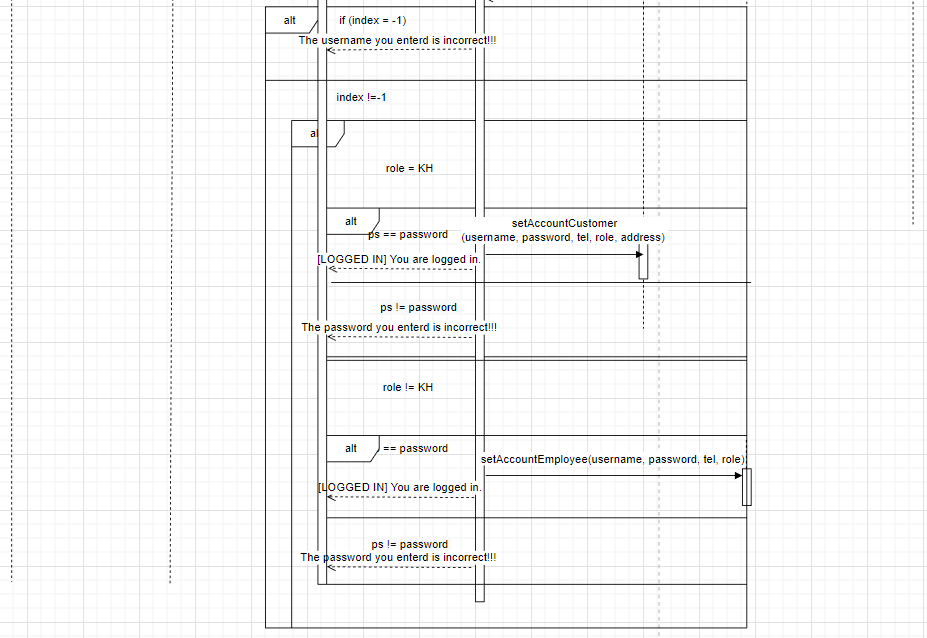 alt
if (index = -1)
The username you enterd is incorrect!!!
index !=-1
al
role = KH
alt
ps == password
setAccountCustomer
(username, password, tel, role, address)
[LOGGED IN] You are logged in.
ps != password
The password you enterd is incorrect!!!
role != KH
alt
== password
setAccountEmployee(username, password, tel, role)
[LOGGED IN] You are logged in.
ps != password
The password you enterd is incorrect!!!